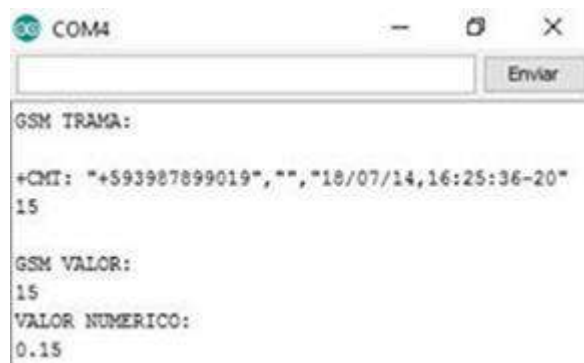 COM4
Enviar
GSM TRAMA:
+CMT: "+593987899019","","18/07/14,16:25:36-20"
15
GSM VALOR:
15
VALOR NUMERICO:
0.15